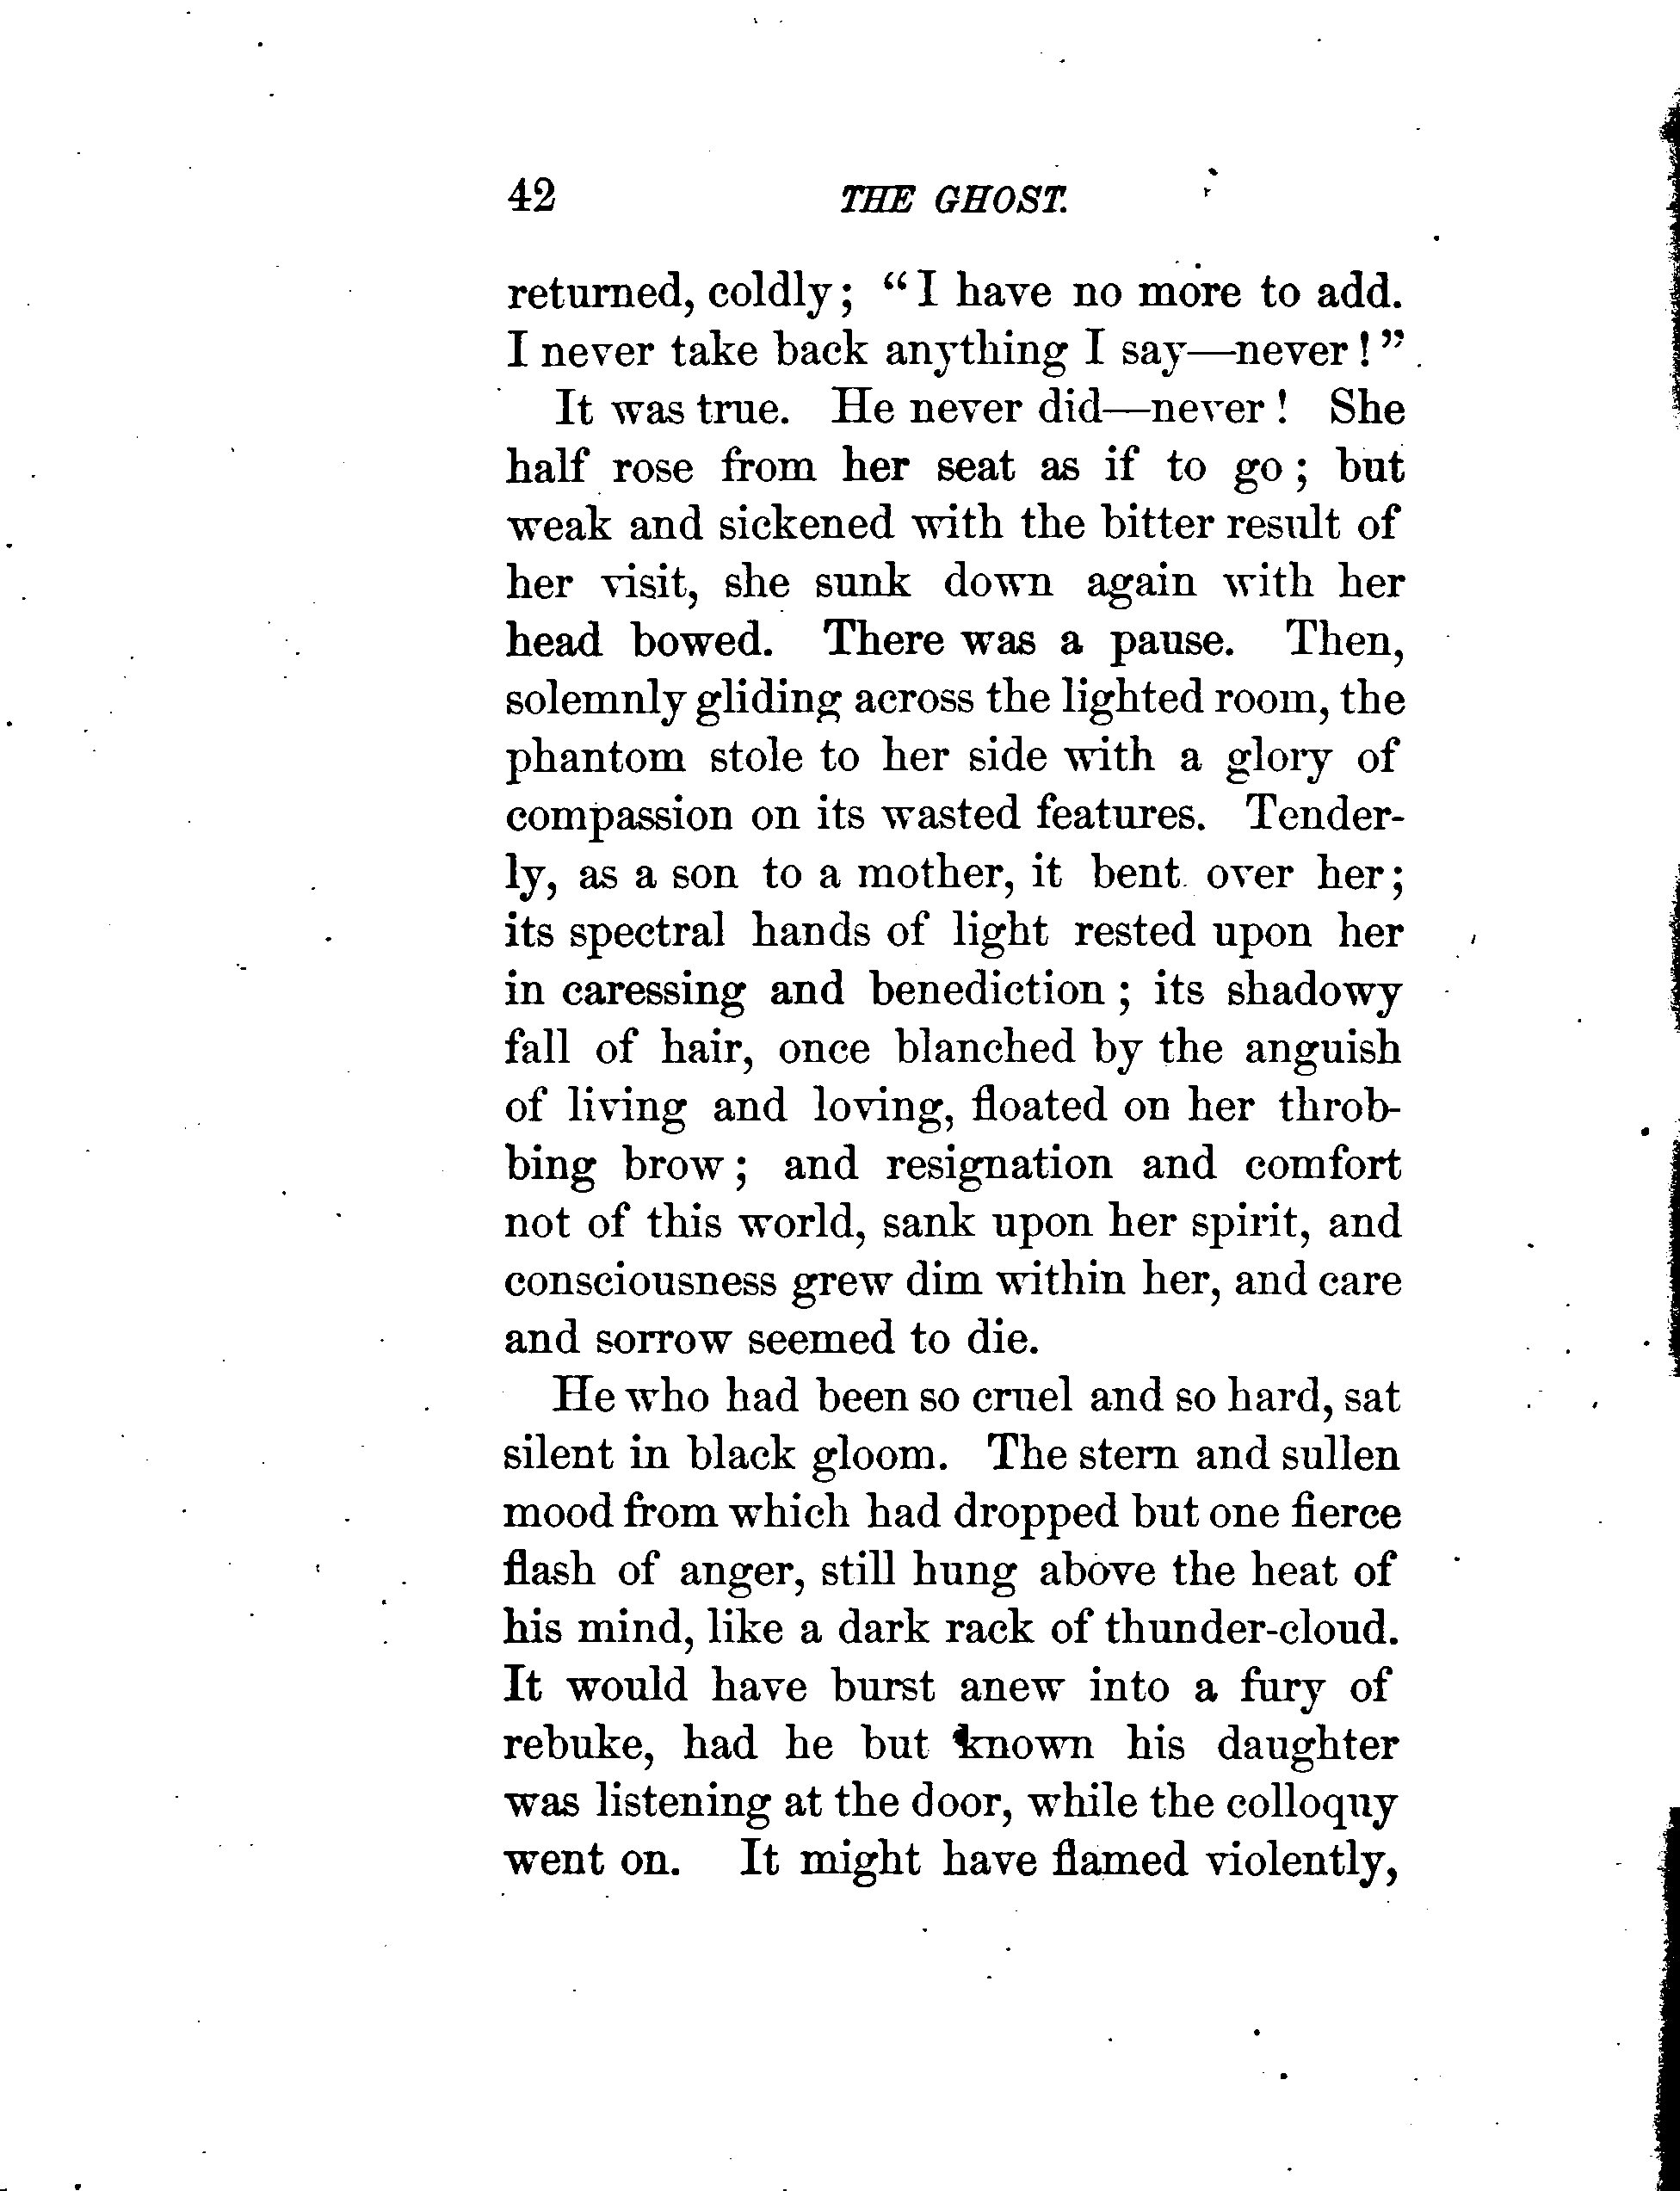 42 THE GHOST.
returned, coldly; “I have no more to add.
I never take back anything I say—never!”
It was true. He never did—never! She
half rose from her seat as if to go; but
weak and sickened with the bitter result of
her visit, she sunk down again with her
head bowed. There was a pause. Then,
solemnly gliding across the lighted room, the
phantom stole to her side with a glory of
compassion on its wasted features. Tender-
ly, as a son to a mother, it bent over her;
its spectral hands of light rested upon her
in caressing and benediction; its shadowy
fall of hair, once blanched by the anguish
of living and loving, floated on her throb-
bing brow; and resignation and comfort
not of this world, sank upon her spirit, and
consciousness grew dim within her, and care
and sorrow seemed to die.
He who had been so cruel and so hard, sat
silent in black gloom. The stern and sullen
mood from which had dropped but one fierce
flash of anger, still hung above the heat of
his mind, like a dark rack of thunder-cloud.
It would have burst anew into a fury of
rebuke, had he but known his daughter
was listening at the door, while the colloquy
went on. It might have flamed violently,